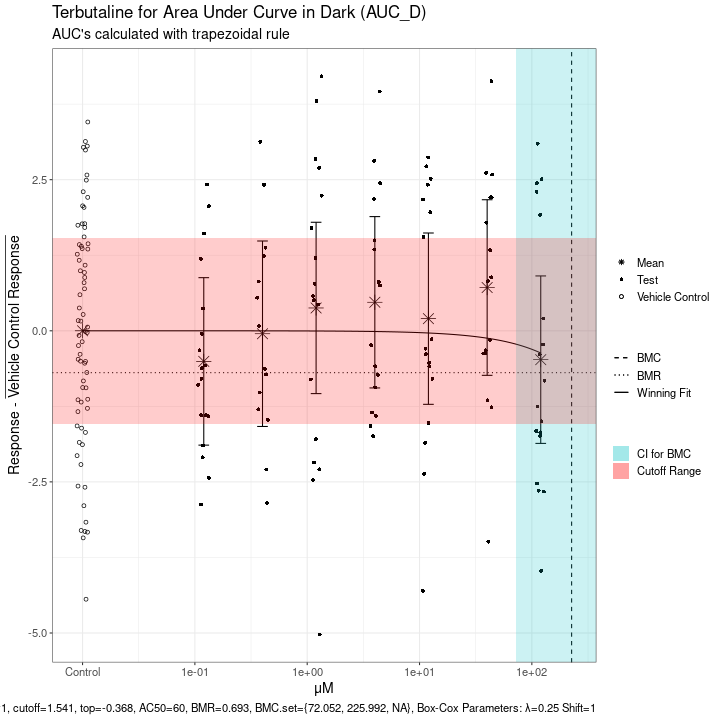 Terbutaline for Area Under Curve in Dark (AUC_D)
AUC's calculated with trapezoidal rule
Response - Vehicle Control Response
2.5
0.0
-2.5
-5.0
Control
1e-01
1e+00
1e+01
1e+02
μM
Mean
Test
Vehicle Control
BMC
BMR
Winning Fit
CI for BMC
Cutoff Range
1, cutoff=1.541, top=-0.368, AC50=60, BMR=0.693, BMC.set={72.052, 225.992, NA}, Box-Cox Parameters: λ=0.25 Shift=1